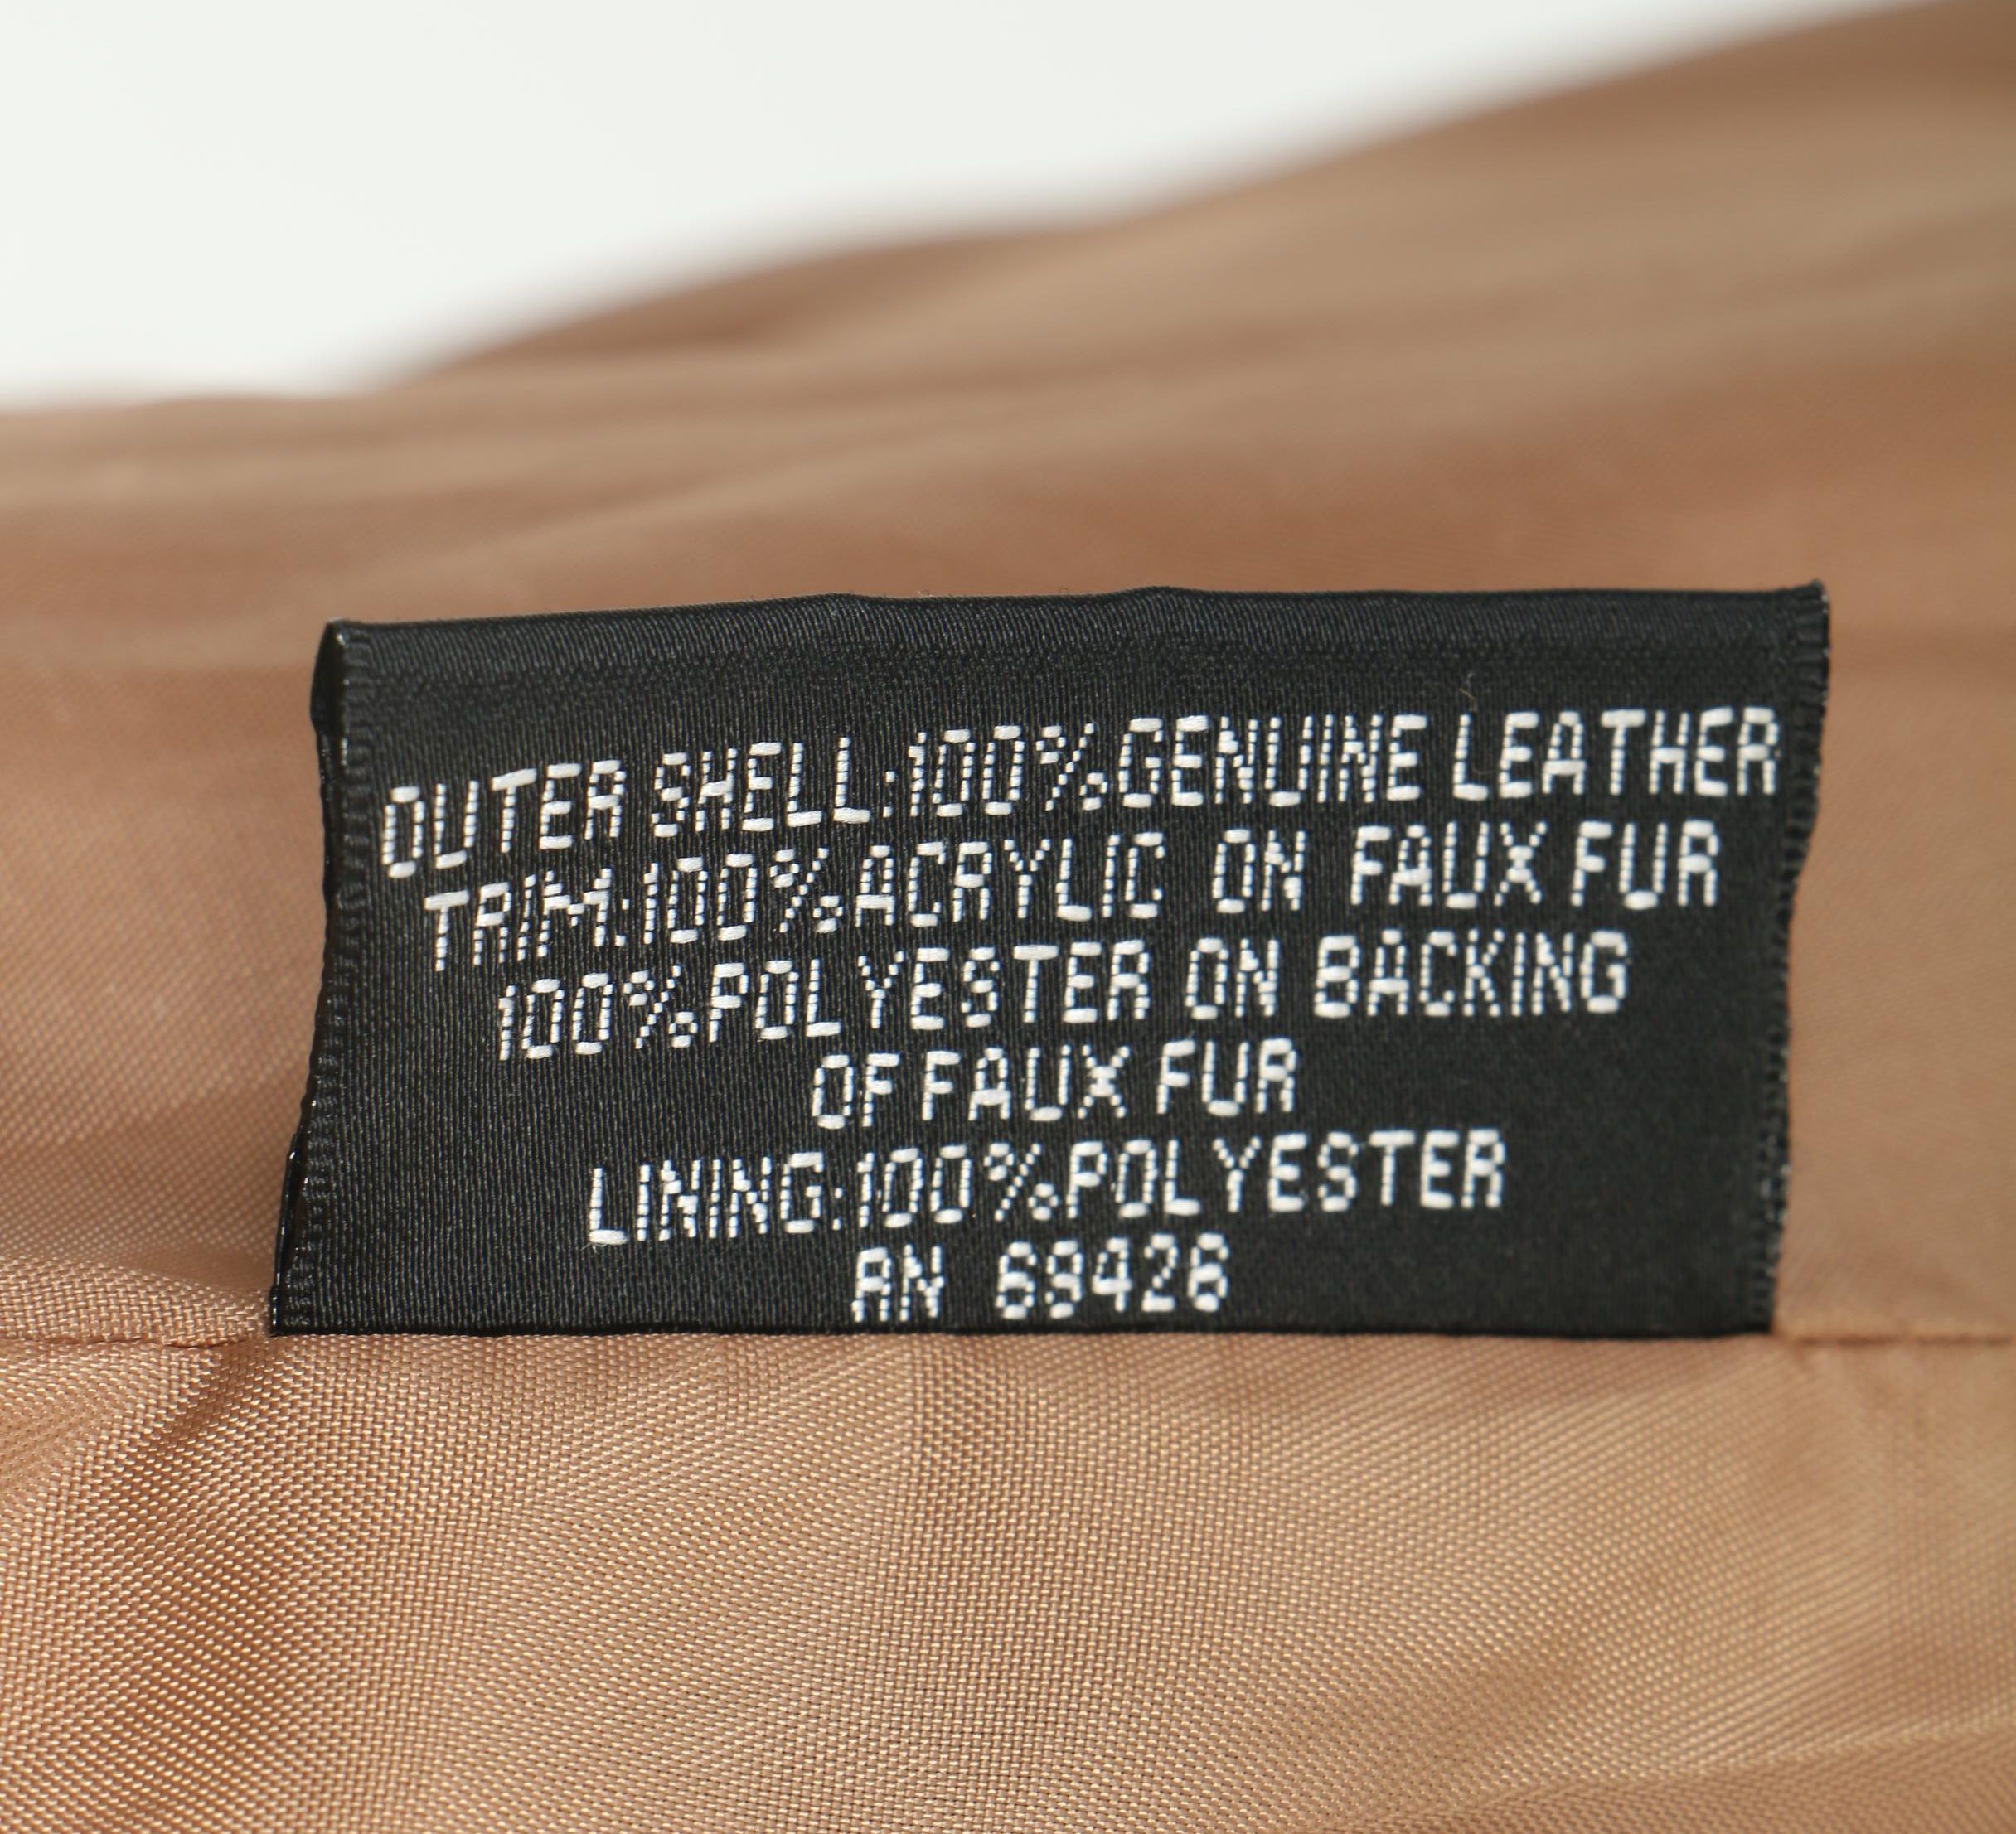 OUTER SHELL:100%GENUINE LEATHER
TRIM:100%ACRYLIC ON FAUX FUR
100%POLYESTER ON BACKING
OF FAUX FUR
LINING:100%POLYESTER
RN 69426